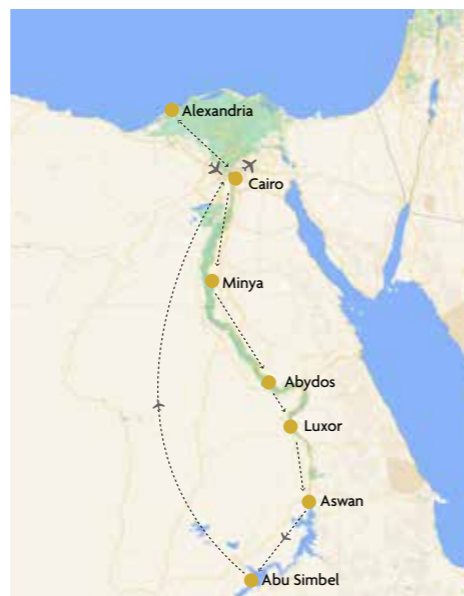 Alexandria
Cairo
Minya
Abydos
Luxor
Aswan
Abu Simbel